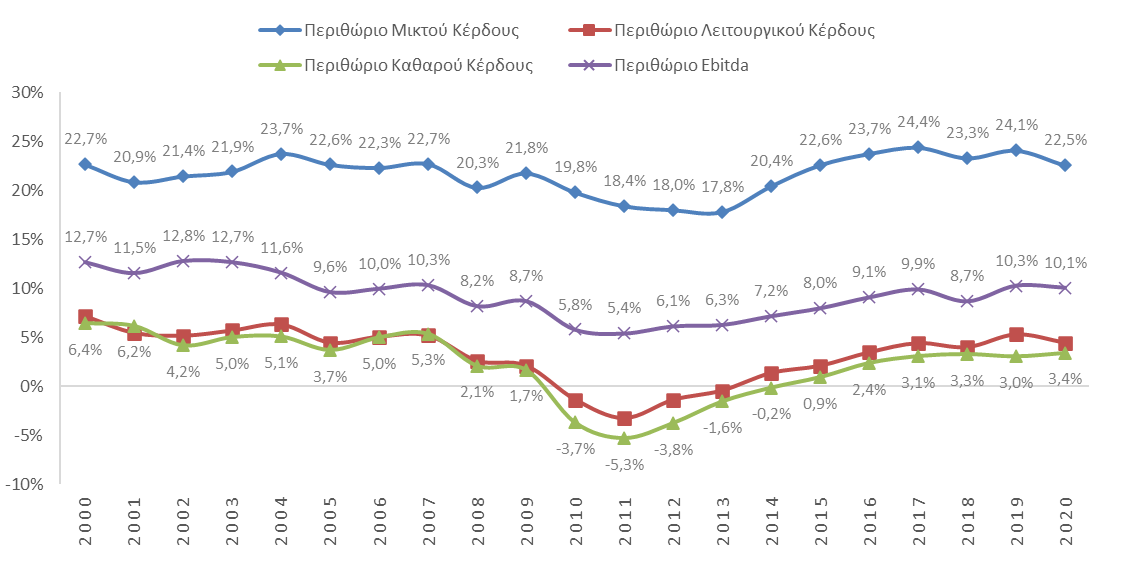 Περιθώριο Μικτού Κέρδους
Περιθώριο Λειτουργικού Κέρδους
Περιθώριο Καθαρού Κέρδους
Περιθώριο Ebitda
30%
25%
20%
15%
10%
5%
0%
-5%
-10%
22,7% 20,9% 21,4% 21,9% 23,7% 22,6% 22,3% 22,7% 20,3% 21,8% 19,8% 18,4% 18,0% 17,8% 20,4% 22,6% 23,7% 24,4% 23,3% 24,1% 22,5%
12,7% 11,5% 12,8% 12,7% 11,6% 9,6% 10,0% 10,3% 8,2% 8,7% 5,8% 5,4% 6,1% 6,3% 7,2% 8,0% 9,1% 9,9% 8,7% 10,3% 10,1%
6,4% 6,2% 4,2% 5,0% 5,1% 3,7% 5,0% 5,3% 2,1% 1,7% -3,7% -5,3% -3,8% -1,6% -0,2% 0,9% 2,4% 3,1% 3,3% 3,0% 3,4%
2000 2001 2002 2003 2004 2005 2006 2007 2008 2009 2010 2011 2012 2013 2014 2015 2016 2017 2018 2019 2020